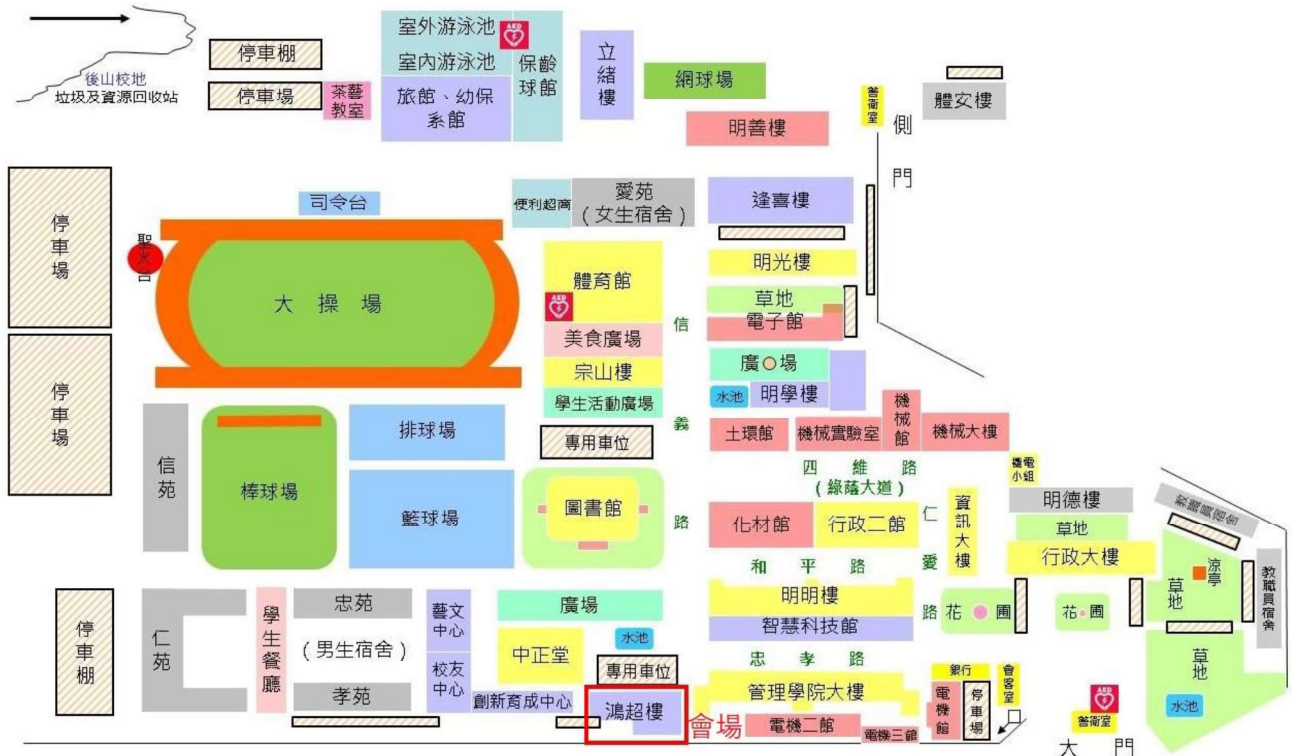 後山校地
垃圾及資源回收站
停車棚
停車場
茶藝
教室
室外游泳池
AED
室內游泳池
保齡
球館
旅館、幼保
系館
立緒樓
網球場
明善樓
警衛室
側門
體安樓
停車場
聖火台
司令台
大操場
便利超商
愛苑
(女生宿舍)
逢喜樓
體育館
AED
明光樓
草地
電子館
美食廣場
宗山樓
學生活動廣場
專用車位
信義路
廣場
水池
明學樓
停車場
信苑
棒球場
排球場
籃球場
圖書館
土環館
機械實驗室
機械館
機械大樓
四維路
(綠蔭大道)
化材館
行政二館
仁愛路
資訊大樓
機電
小組
明德樓
草地
行政大樓
教職員宿舍
涼亭
草地
教職員宿舍
和平路
明明樓
智慧科技館
花圃
花圃
草地
水池
停車棚
仁苑
學生餐廳
忠苑
(男生宿舍)
孝苑
藝文
中心
校友
中心
廣場
水池
中正堂
專用車位
創新育成中心
鴻超樓
會場
忠孝路
管理學院大樓
電機二館
電機三館
銀行
電機館
停車場
會客室
AED
警衛室
大門